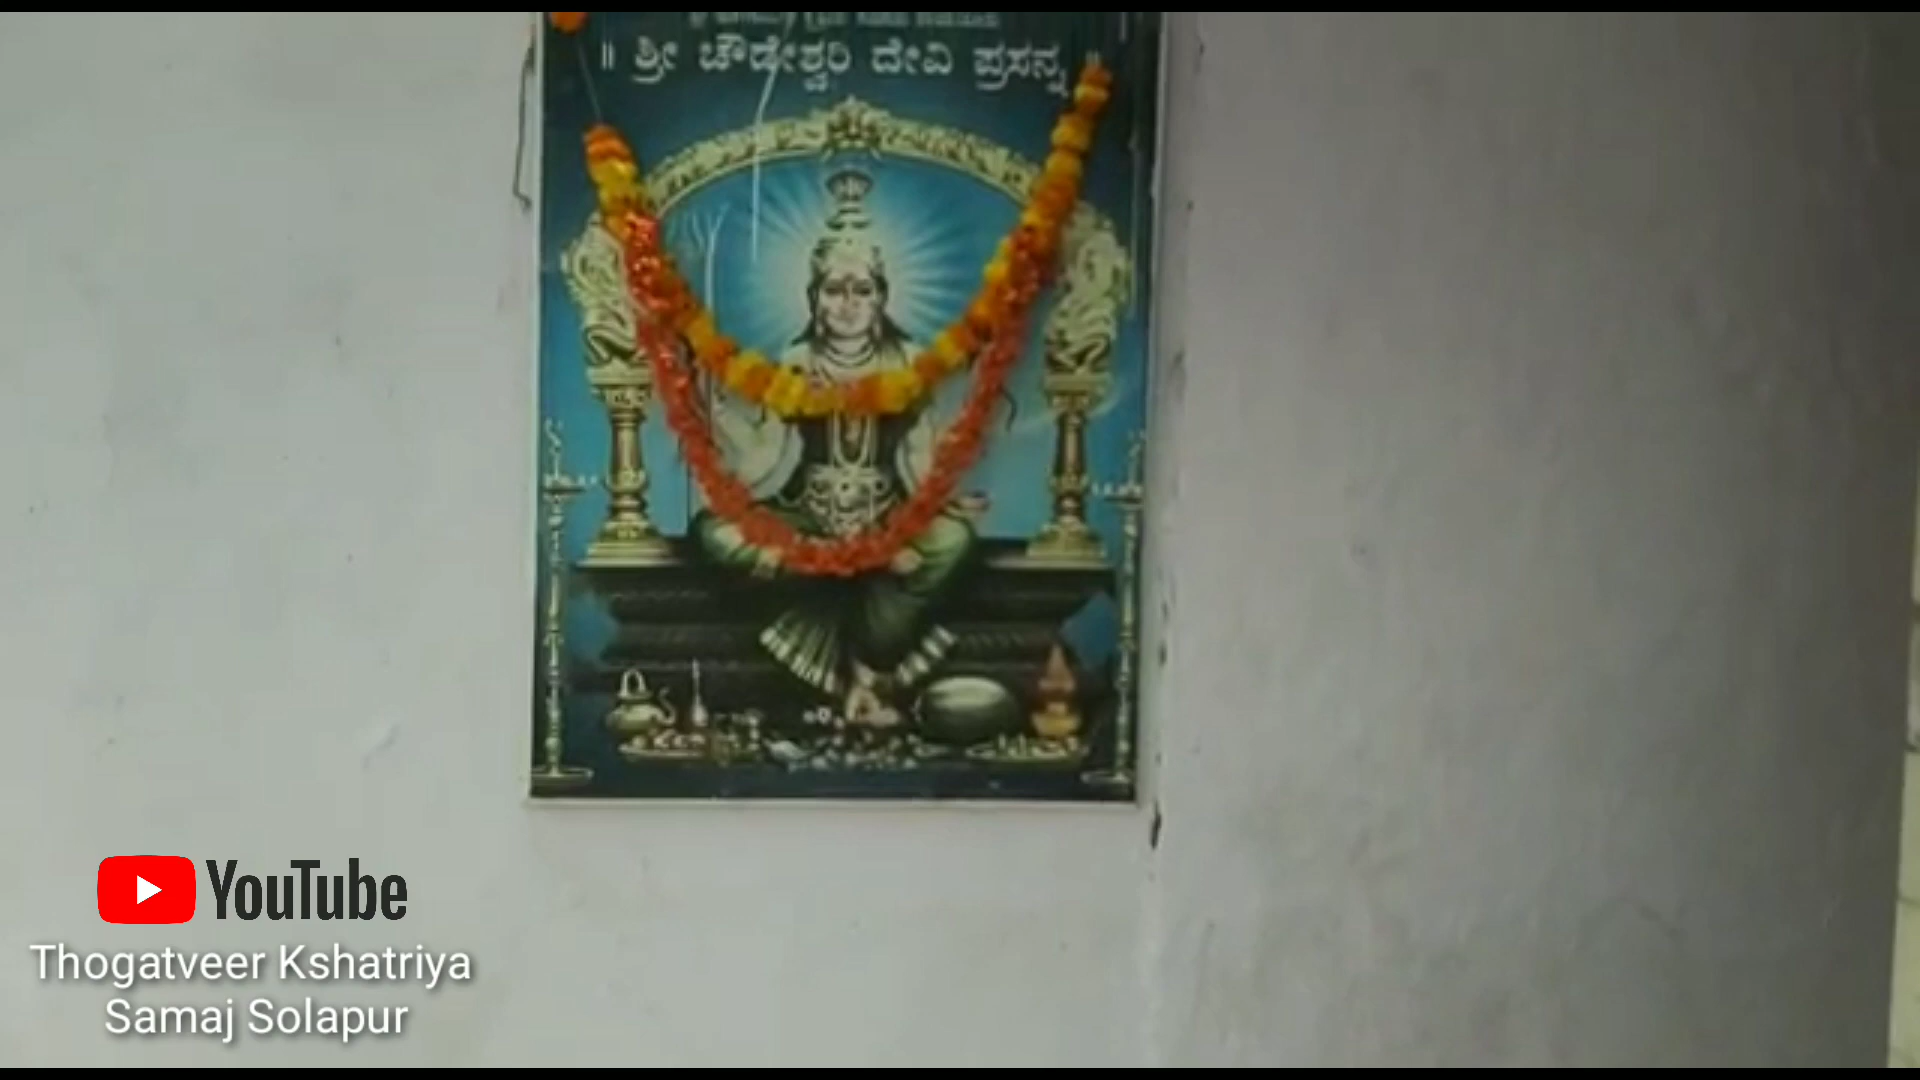 ॥ ಶ್ರೀ ಚೌಡೇಶ್ವರಿ ದೇವಿ ಪ್ರಸನ್ನ ॥
YouTube
Thogatveer Kshatriya
Samaj Solapur